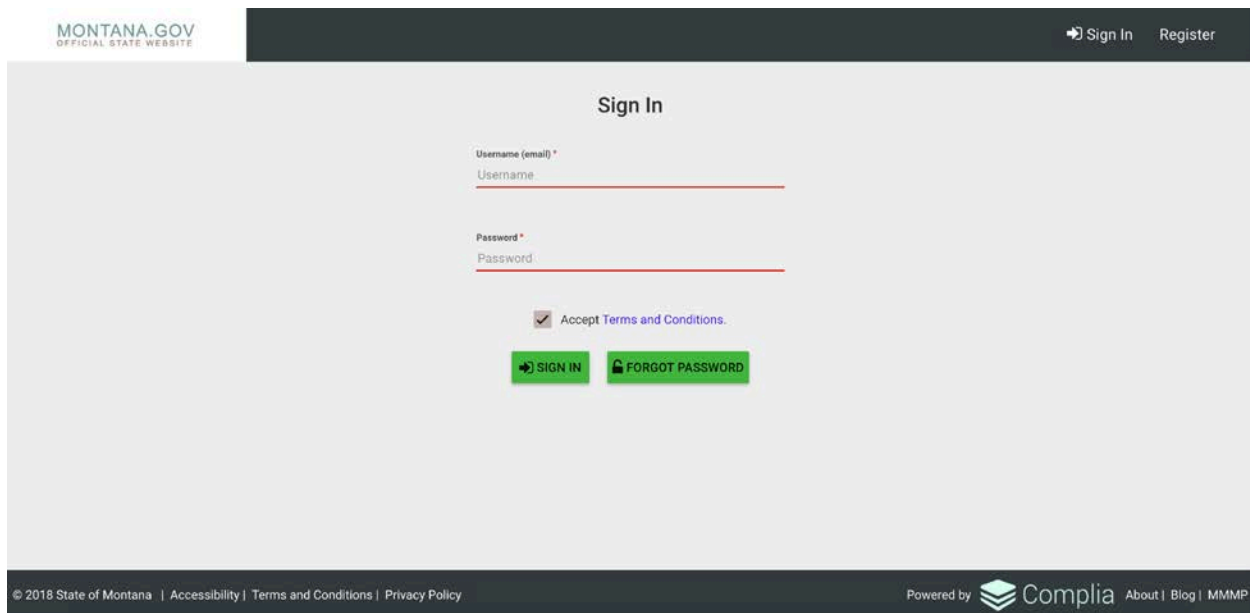 MONTANA.GOV
OFFICIAL STATE WEBSITE
Sign In Register
Sign In
Username (email) *
Username
Password *
Password
Accept Terms and Conditions.
SIGN IN FORGOT PASSWORD
© 2018 State of Montana | Accessibility | Terms and Conditions | Privacy Policy
Powered by Complia About | Blog | MMMP